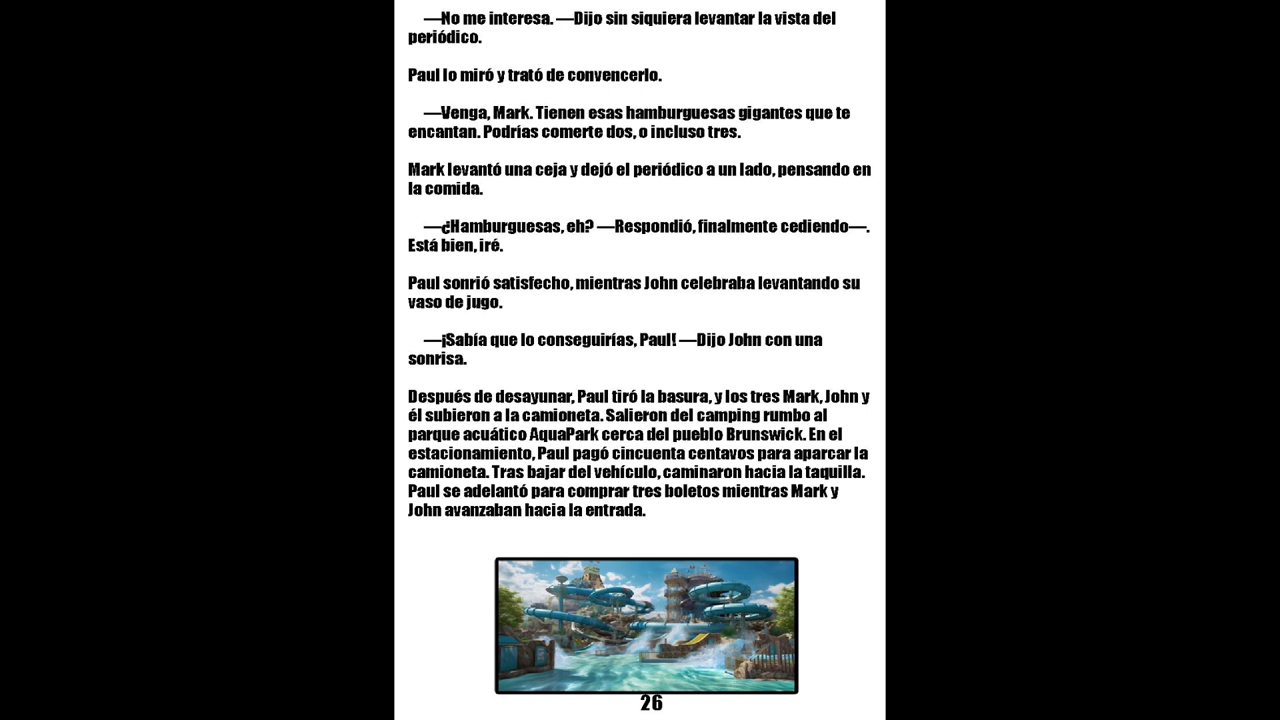 —No me interesa. —Dijo sin siquiera levantar la vista del
periódico.
Paul lo miró y trató de convencerlo.
—Venga, Mark. Tienen esas hamburguesas gigantes que te
encantan. Podrías comerte dos, o incluso tres.
Mark levantó una ceja y dejó el periódico a un lado, pensando en
la comida.
—¿Hamburguesas, eh? —Respondió, finalmente cediendo—.
Está bien, iré.
Paul sonrió satisfecho, mientras John celebraba levantando su
vaso de jugo.
—¡Sabía que lo conseguirías, Paul! —Dijo John con una
sonrisa.
Después de desayunar, Paul tiró la basura, y los tres Mark, John y
él subieron a la camioneta. Salieron del camping rumbo al
parque acuático AquaPark cerca del pueblo Brunswick. En el
estacionamiento, Paul pagó cincuenta centavos para aparcar la
camioneta. Tras bajar del vehículo, caminaron hacia la taquilla.
Paul se adelantó para comprar tres boletos mientras Mark y
John avanzaban hacia la entrada.
26